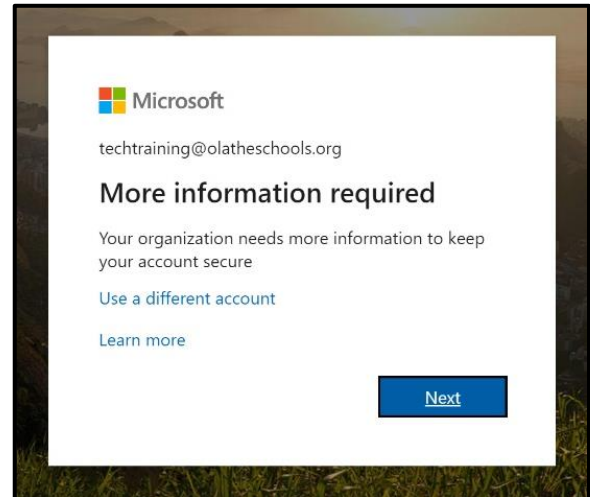 Microsoft
techtraining@olatheschools.org
More information required
Your organization needs more information to keep
your account secure
Use a different account
Learn more
Next